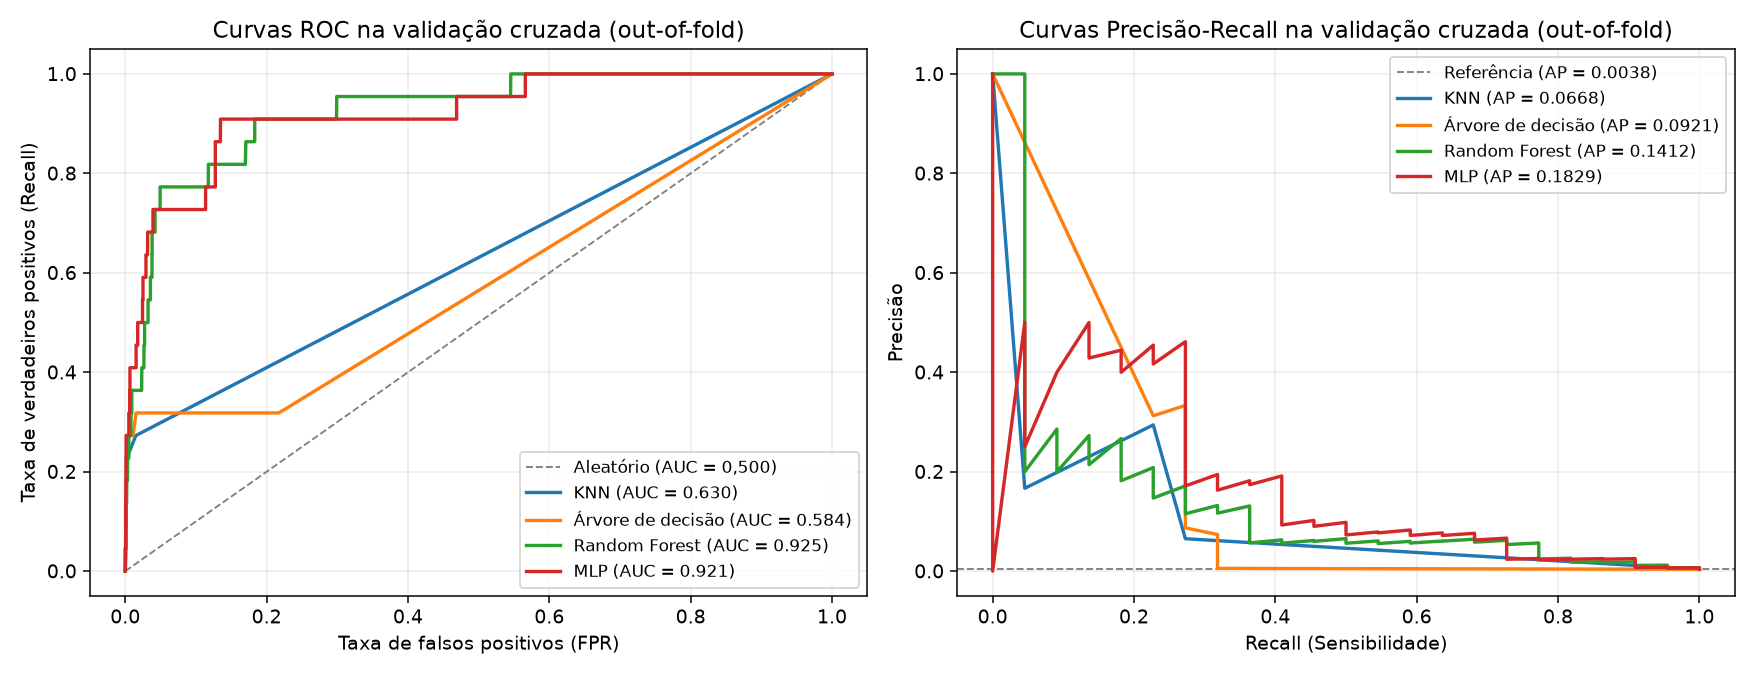 Curvas ROC na validação cruzada (out-of-fold)
1.0
0.8
0.6
0.4
0.2
0.0
Taxa de verdadeiros positivos (Recall)
Aleatório (AUC = 0,500)
KNN (AUC = 0.630)
Árvore de decisão (AUC = 0.584)
Random Forest (AUC = 0.925)
MLP (AUC = 0.921)
0.0 0.2 0.4 0.6 0.8 1.0
Taxa de falsos positivos (FPR)
Curvas Precisão-Recall na validação cruzada (out-of-fold)
1.0
0.8
0.6
0.4
0.2
0.0
Precisão
Referência (AP = 0.0038)
KNN (AP = 0.0668)
Árvore de decisão (AP = 0.0921)
Random Forest (AP = 0.1412)
MLP (AP = 0.1829)
0.0 0.2 0.4 0.6 0.8 1.0
Recall (Sensibilidade)